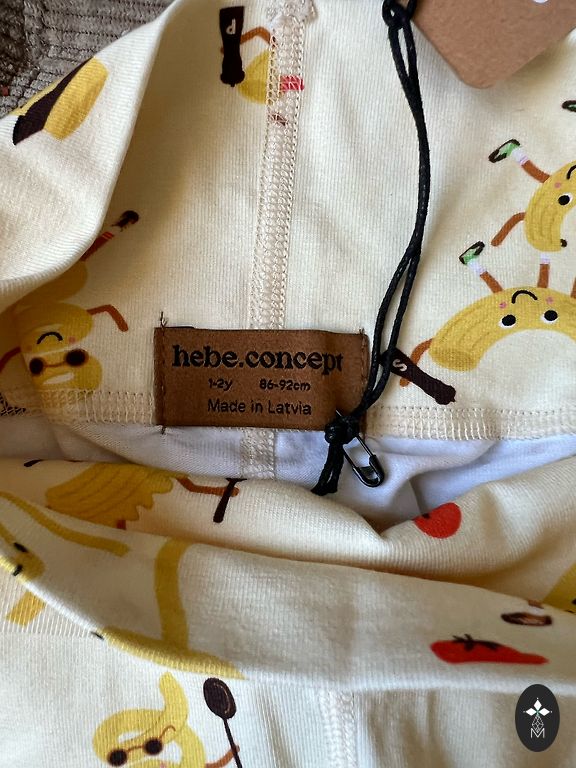 P
hebe.concept
1-2y 86-92cm
Made in Latvia
S
M